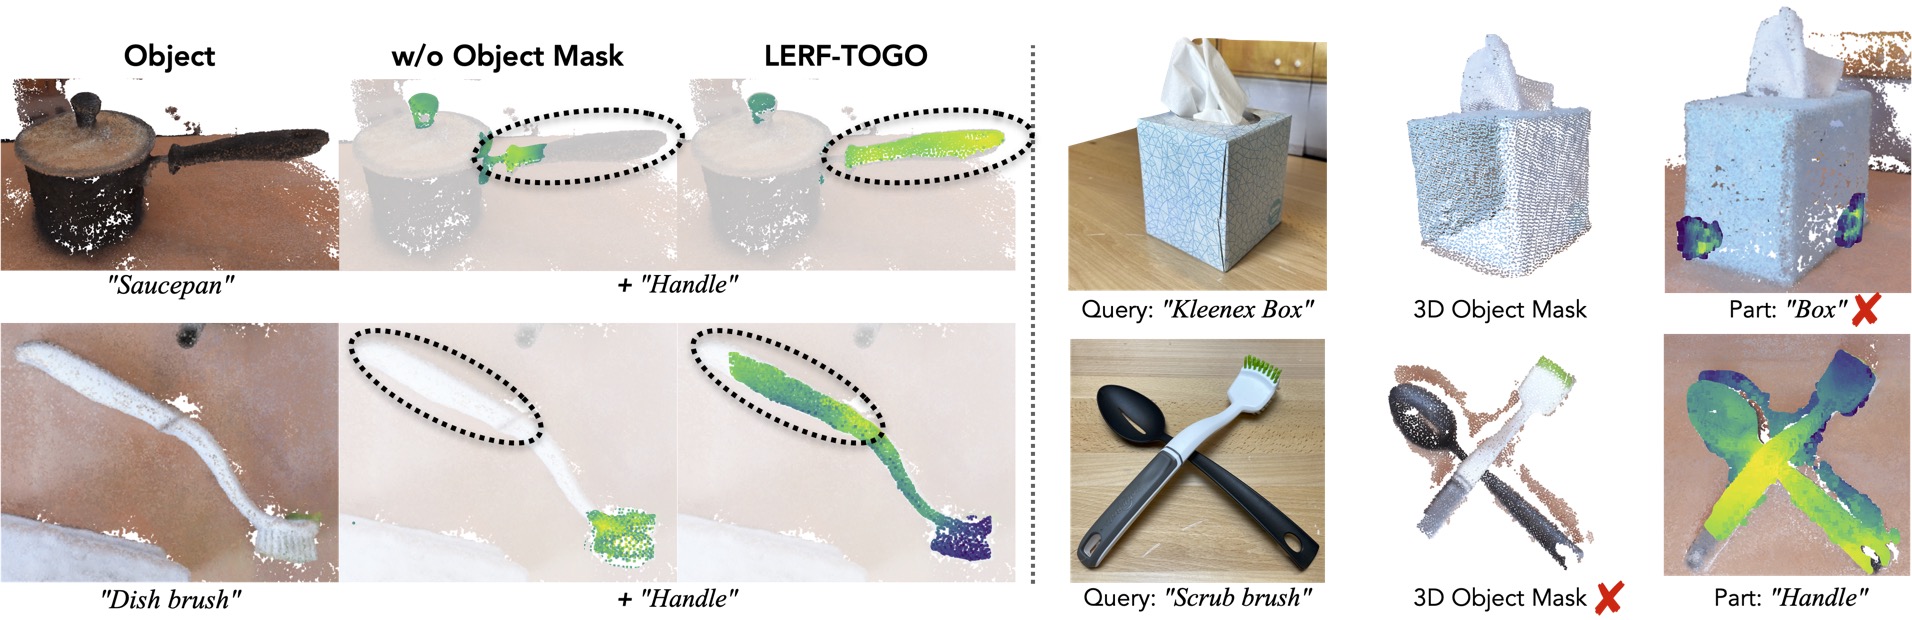 Object
w/o Object Mask
LERF-TOGO
"Saucepan"
+ "Handle"
"Dish brush"
+ "Handle"
Query: "Kleenex Box"
3D Object Mask
Part: "Box" ✘
Query: "Scrub brush"
3D Object Mask ✘
Part: "Handle"